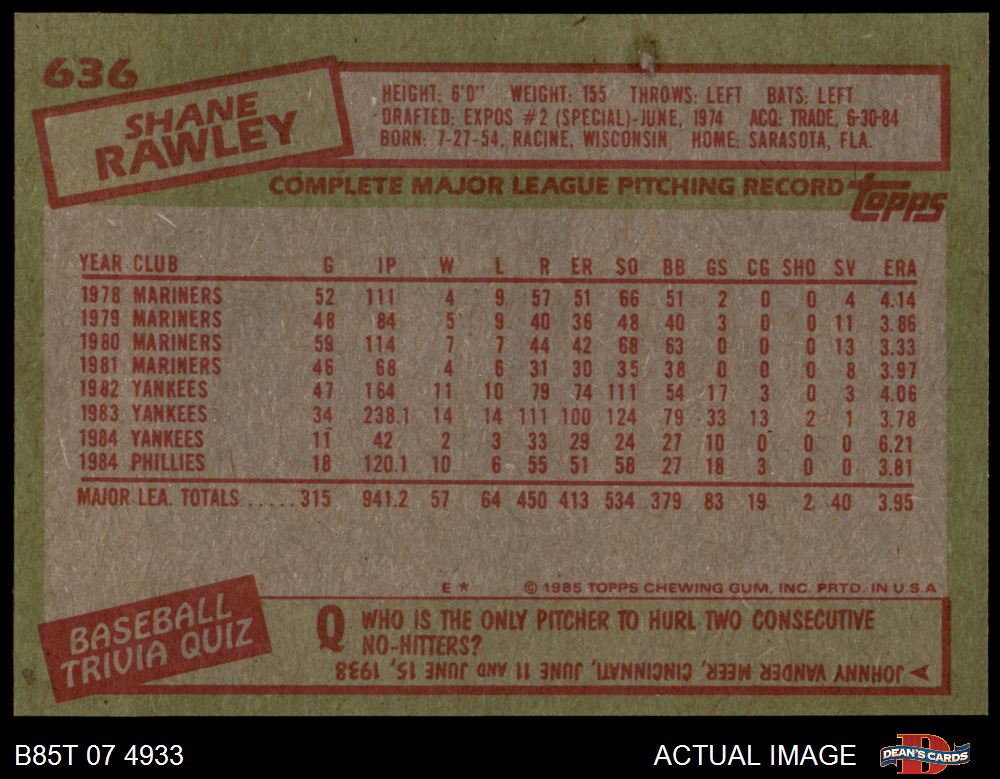 636
SHANE
RAWLEY
HEIGHT: 6'0" WEIGHT: 155 THROWS: LEFT BATS: LEFT
DRAFTED: EXPOS #2 (SPECIAL)-JUNE, 1974 ACQ: TRADE, 6-30-84
BORN: 7-27-54, RACINE, WISCONSIN HOME: SARASOTA, FLA.
COMPLETE MAJOR LEAGUE PITCHING RECORD topps
YEAR CLUB G IP W L R ER SO BB GS CG SHO SV ERA
1978 MARINERS 52 111 4 9 57 51 66 51 2 0 0 4 4.14
1979 MARINERS 48 84 5 9 40 36 48 40 3 0 0 11 3.86
1980 MARINERS 59 114 7 7 44 42 68 63 0 0 0 13 3.33
1981 MARINERS 46 68 4 6 31 30 35 38 0 0 0 8 3.97
1982 YANKEES 47 164 11 10 79 74 111 54 17 3 0 3 4.06
1983 YANKEES 34 238.1 14 14 111 100 124 79 33 13 2 1 3.78
1984 YANKEES 11 42 2 3 33 29 24 27 10 0 0 0 6.21
1984 PHILLIES 18 120.1 10 6 55 51 58 27 18 3 0 0 3.81
MAJOR LEA. TOTALS .....315 941.2 57 64 450 413 534 379 83 19 2 40 3.95
E * © 1985 TOPPS CHEWING GUM, INC. PRTD. IN U.S.A
BASEBALL
TRIVIA QUIZ
Q WHO IS THE ONLY PITCHER TO HURL TWO CONSECUTIVE
NO-HITTERS?
JOHNNY VANDER MEER, CINCINNATI, JUNE 11 AND JUNE 15, 1938
B85T 07 4933
ACTUAL IMAGE
DEAN'S CARDS